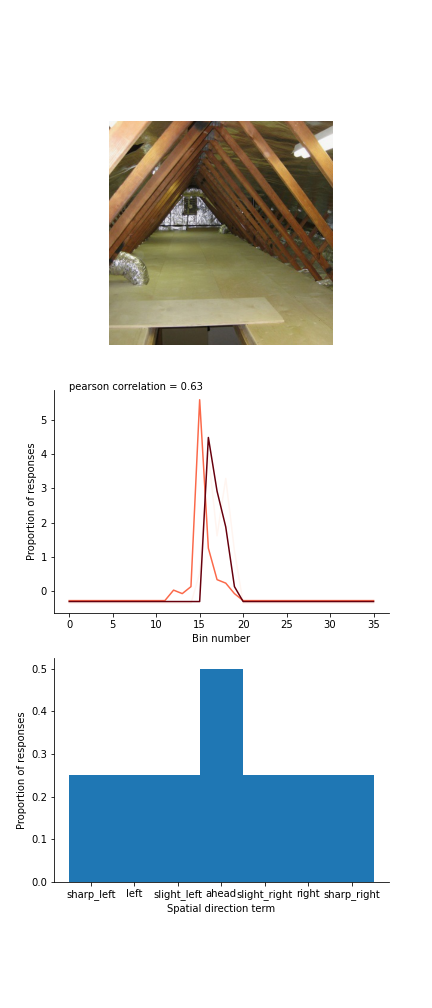 pearson correlation = 0.63
Proportion of responses
5
4
3
2
1
0
0 5 10 15 20 25 30 35
Bin number
Proportion of responses
0.5
0.4
0.3
0.2
0.1
0.0
sharp_left left slight_left ahead slight_right right sharp_right
Spatial direction term